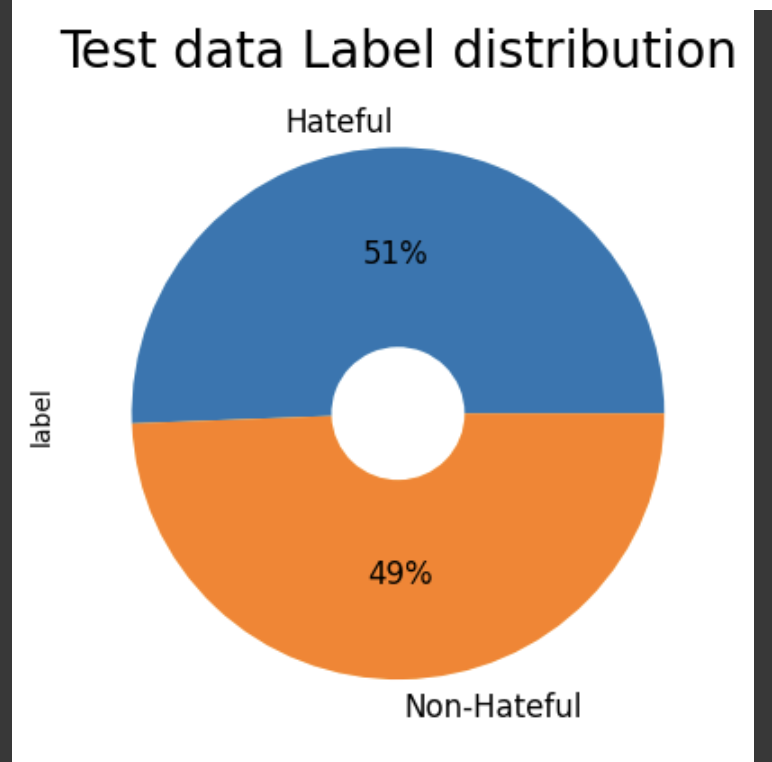 Test data Label distribution
Hateful
51%
label
49%
Non-Hateful